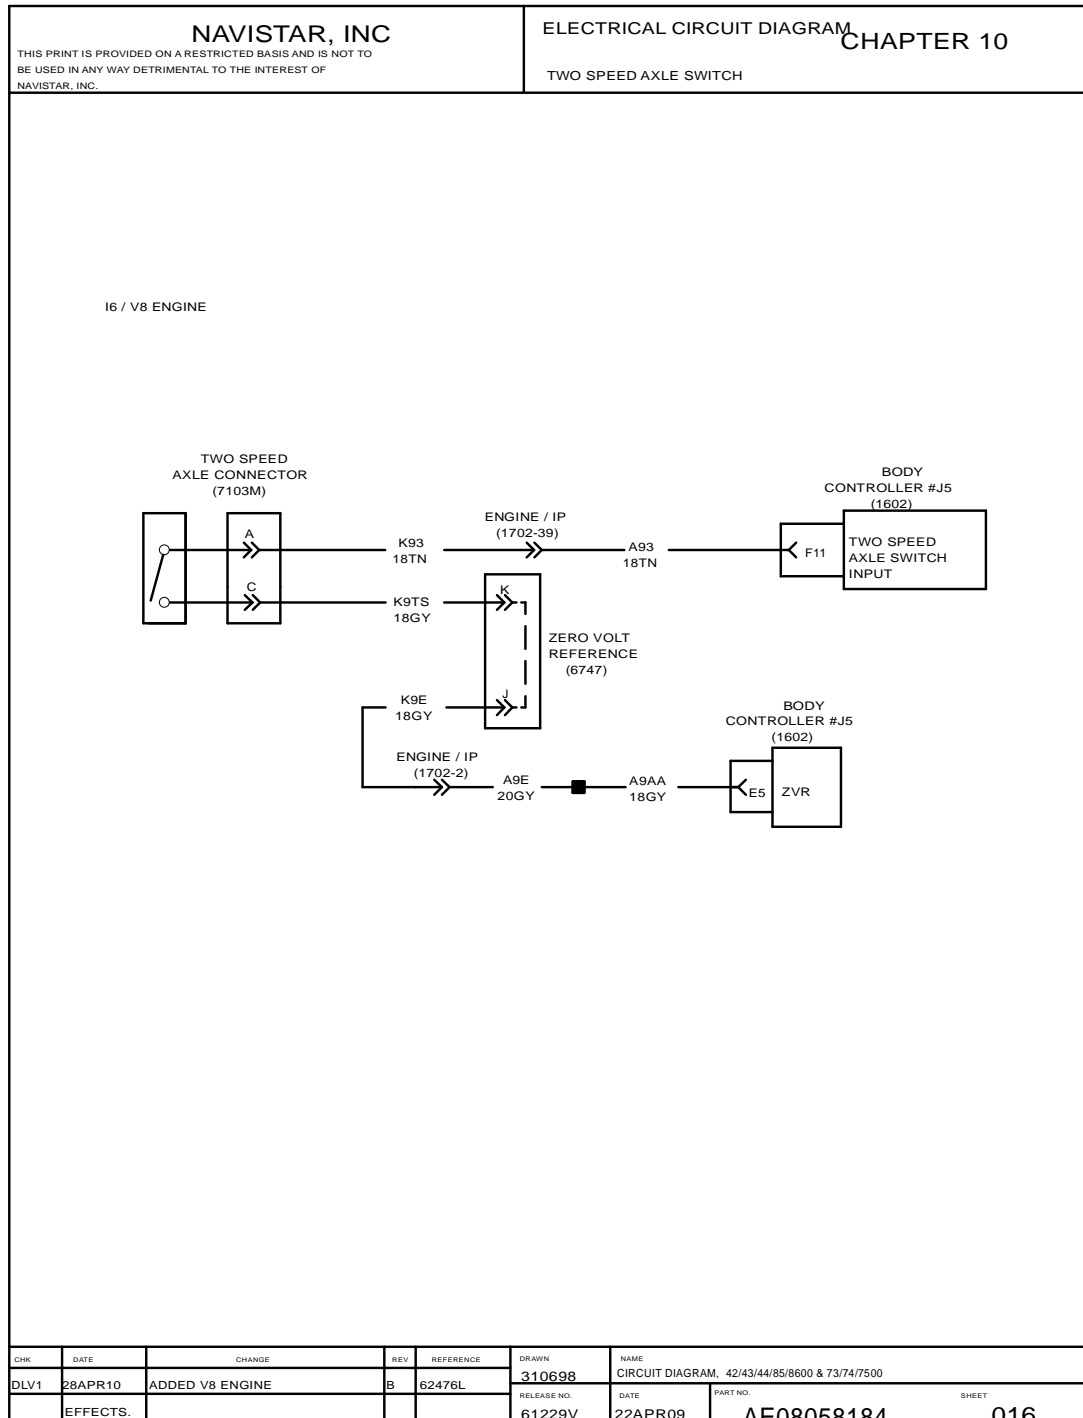 NAVISTAR, INC
THIS PRINT IS PROVIDED ON A RESTRICTED BASIS AND IS NOT TO
BE USED IN ANY WAY DETRIMENTAL TO THE INTEREST OF
NAVISTAR, INC.
ELECTRICAL CIRCUIT DIAGRAM
CHAPTER 10
TWO SPEED AXLE SWITCH
I6 / V8 ENGINE
TWO SPEED
AXLE CONNECTOR
(7103M)
A
C
K93
18TN
ENGINE / IP
(1702-39)
A93
18TN
BODY
CONTROLLER #J5
(1602)
F11
TWO SPEED
AXLE SWITCH
INPUT
K9TS
18GY
K
J
ZERO VOLT
REFERENCE
(6747)
K9E
18GY
ENGINE / IP
(1702-2)
A9E
20GY
A9AA
18GY
BODY
CONTROLLER #J5
(1602)
E5
ZVR
CHK DATE CHANGE REV REFERENCE
DLV1 28APR10 ADDED V8 ENGINE B 62476L
EFFECTS.
DRAWN
310698
NAME
CIRCUIT DIAGRAM, 42/43/44/85/8600 & 73/74/7500
RELEASE NO.
61229V
DATE
22APR09
PART NO.
AE08058184
SHEET
016